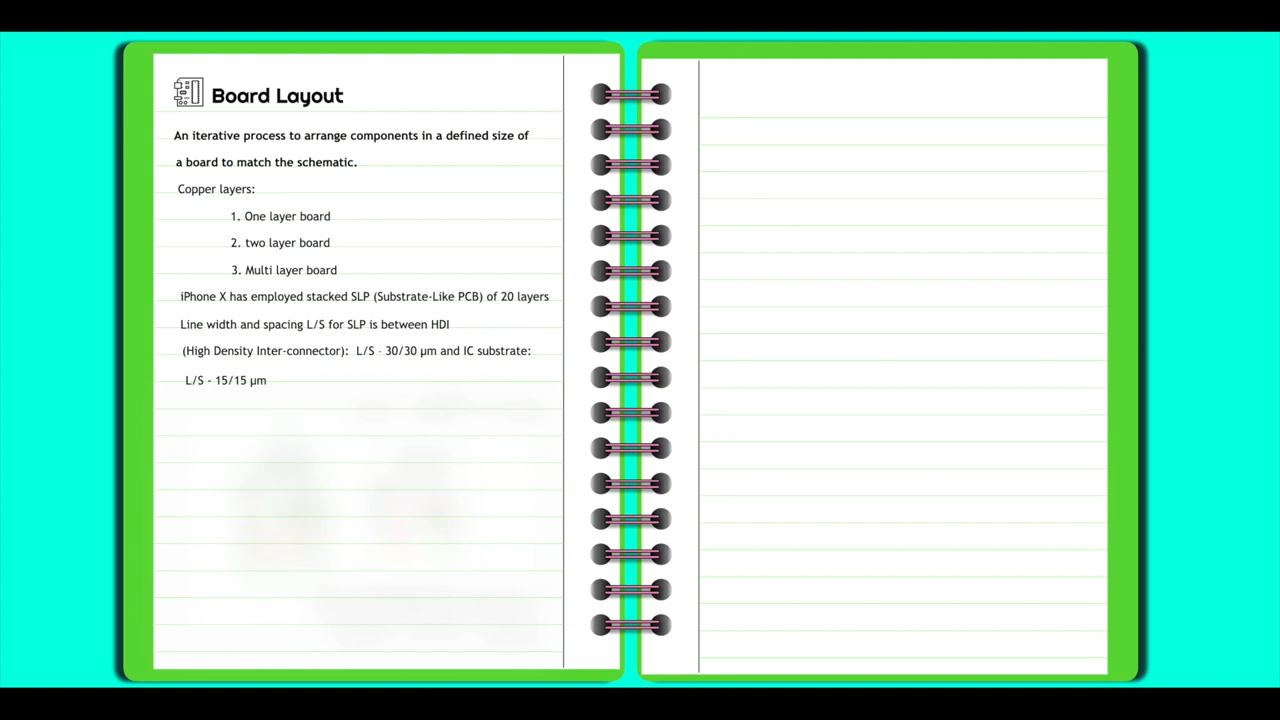 Board Layout
An iterative process to arrange components in a defined size of
a board to match the schematic.
Copper layers:
1. One layer board
2. two layer board
3. Multi layer board
iPhone X has employed stacked SLP (Substrate-Like PCB) of 20 layers
Line width and spacing L/S for SLP is between HDI
(High Density Inter-connector): L/S - 30/30 µm and IC substrate:
L/S - 15/15 µm